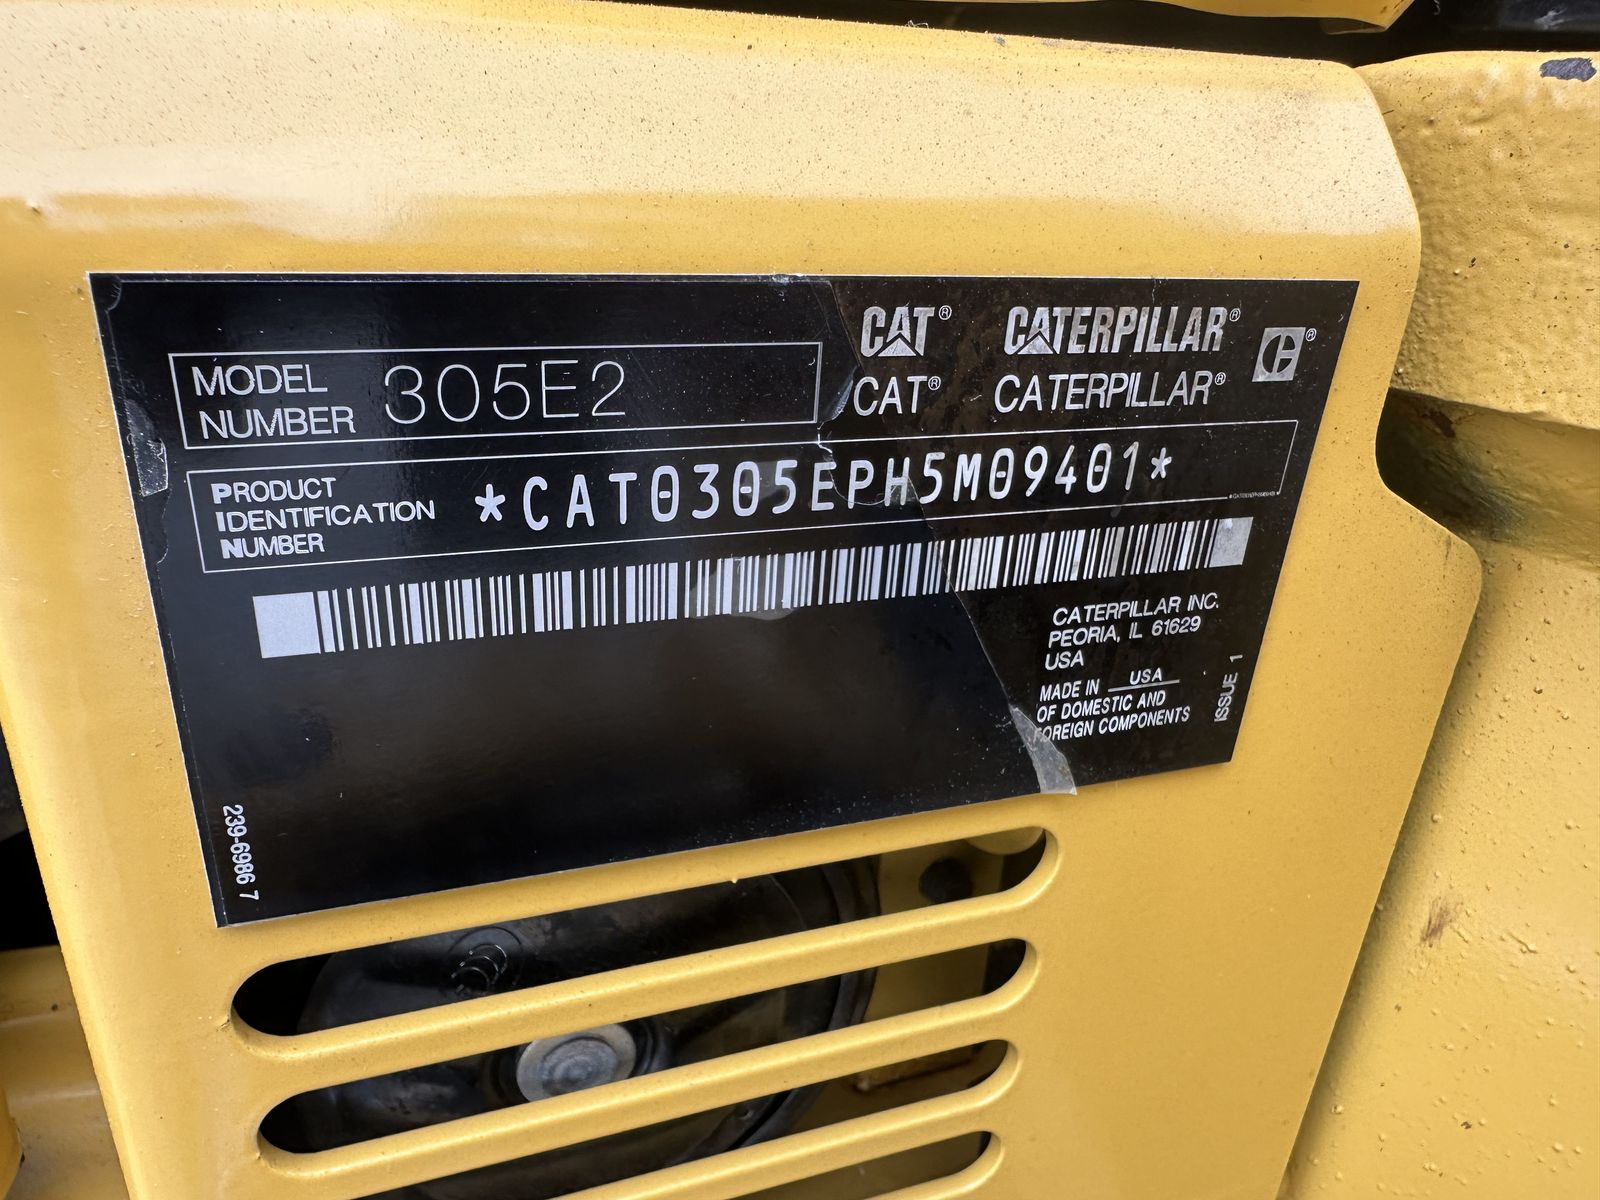 CAT® CATERPILLAR® C®
CAT® CATERPILLAR®
MODEL NUMBER 305E2
PRODUCT IDENTIFICATION NUMBER *CAT0305EPH5M09401*
CATERPILLAR INC.
PEORIA, IL 61629
USA
MADE IN USA
OF DOMESTIC AND
FOREIGN COMPONENTS
ISSUE 1
239-6986 7